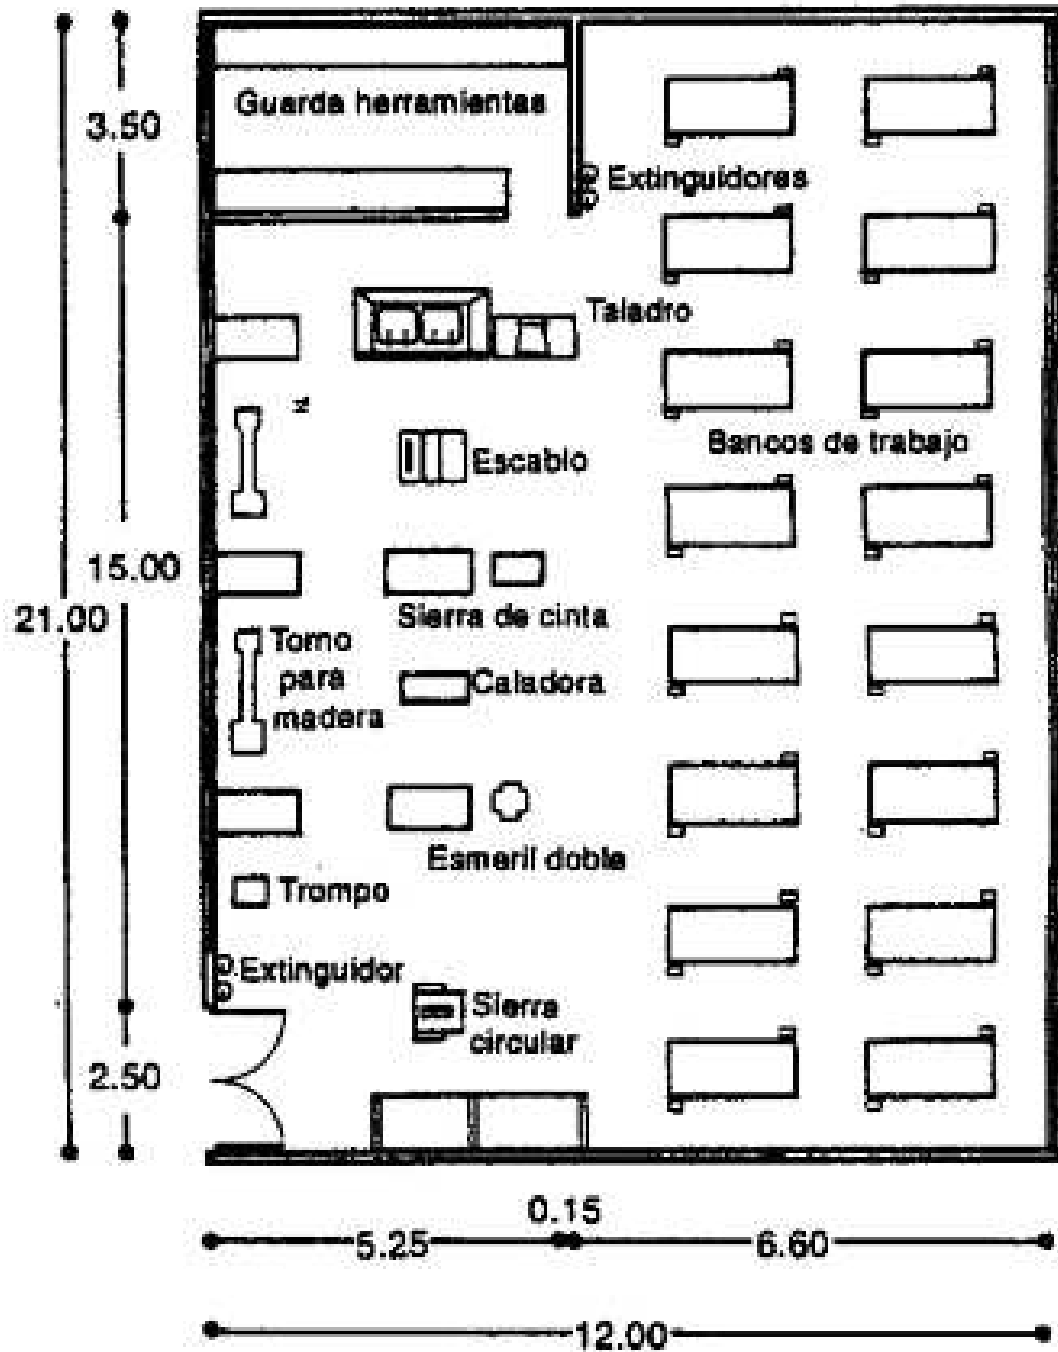 Guarda herramientas
3.50
Extinguidores
Taladro
Bancos de trabajo
Escablo
15.00
21.00
Sierra de cinta
Torno
para
madera
Caladora
Esmeril doble
Trompo
Extinguidor
Sierra
circular
2.50
0.15
5.25
6.60
12.00